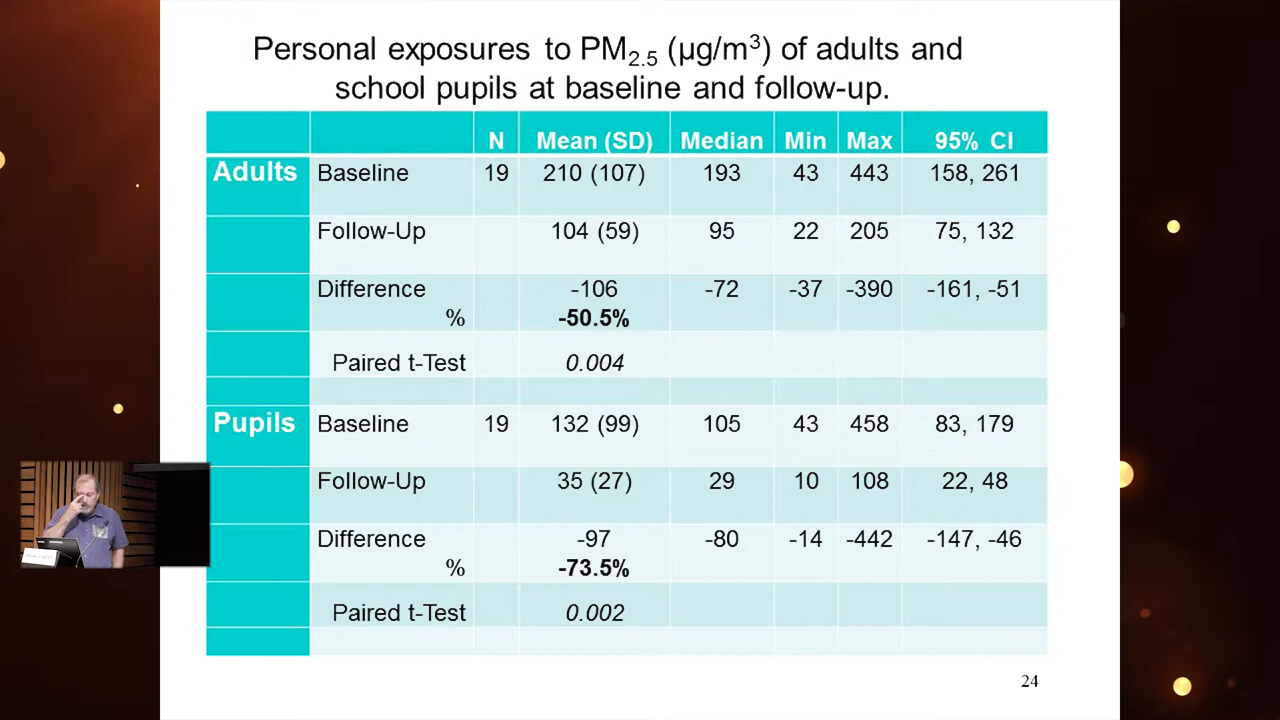 Personal exposures to PM2.5 (µg/m³) of adults and
school pupils at baseline and follow-up.
N Mean (SD) Median Min Max 95% CI
Adults Baseline 19 210 (107) 193 43 443 158, 261
Follow-Up 104 (59) 95 22 205 75, 132
Difference -106 -72 -37 -390 -161, -51
% -50.5%
Paired t-Test 0.004
Pupils Baseline 19 132 (99) 105 43 458 83, 179
Follow-Up 35 (27) 29 10 108 22, 48
Difference -97 -80 -14 -442 -147, -46
% -73.5%
Paired t-Test 0.002
24